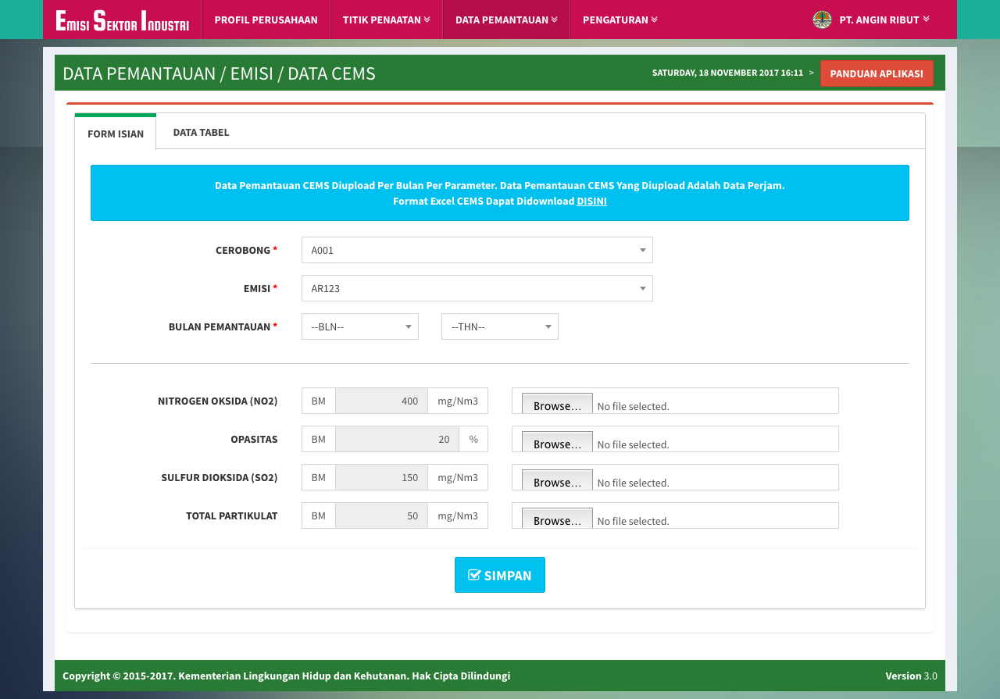 Emisi Sektor Industri PROFIL PERUSAHAAN TITIK PENAATAN DATA PEMANTAUAN PENGATURAN PT. ANGIN RIBUT
DATA PEMANTAUAN / EMISI / DATA CEMS SATURDAY, 18 NOVEMBER 2017 16:11 > PANDUAN APLIKASI
FORM ISIAN DATA TABEL
Data Pemantauan CEMS Diupload Per Bulan Per Parameter. Data Pemantauan CEMS Yang Diupload Adalah Data Perjam.
Format Excel CEMS Dapat Didownload DISINI
CEROBONG * A001
EMISI * AR123
BULAN PEMANTAUAN * --BLN-- --THN--
NITROGEN OKSIDA (NO2) BM 400 mg/Nm3 Browse... No file selected.
OPASITAS BM 20 % Browse... No file selected.
SULFUR DIOKSIDA (SO2) BM 150 mg/Nm3 Browse... No file selected.
TOTAL PARTIKULAT BM 50 mg/Nm3 Browse... No file selected.
SIMPAN
Copyright © 2015-2017. Kementerian Lingkungan Hidup dan Kehutanan. Hak Cipta Dilindungi Version 3.0